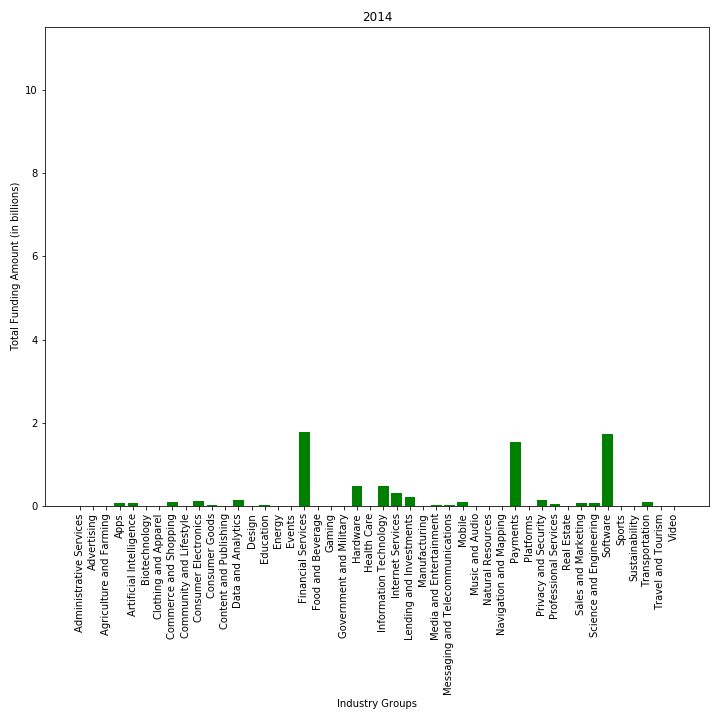 2014
Total Funding Amount (in billions)
10
8
6
4
2
0
Administrative Services
Advertising
Agriculture and Farming
Apps
Artificial Intelligence
Biotechnology
Clothing and Apparel
Commerce and Shopping
Community and Lifestyle
Consumer Electronics
Consumer Goods
Content and Publishing
Data and Analytics
Design
Education
Energy
Events
Financial Services
Food and Beverage
Gaming
Government and Military
Hardware
Health Care
Information Technology
Internet Services
Lending and Investments
Manufacturing
Media and Entertainment
Messaging and Telecommunications
Mobile
Music and Audio
Natural Resources
Navigation and Mapping
Payments
Platforms
Privacy and Security
Professional Services
Real Estate
Sales and Marketing
Science and Engineering
Software
Sports
Sustainability
Transportation
Travel and Tourism
Video
Industry Groups